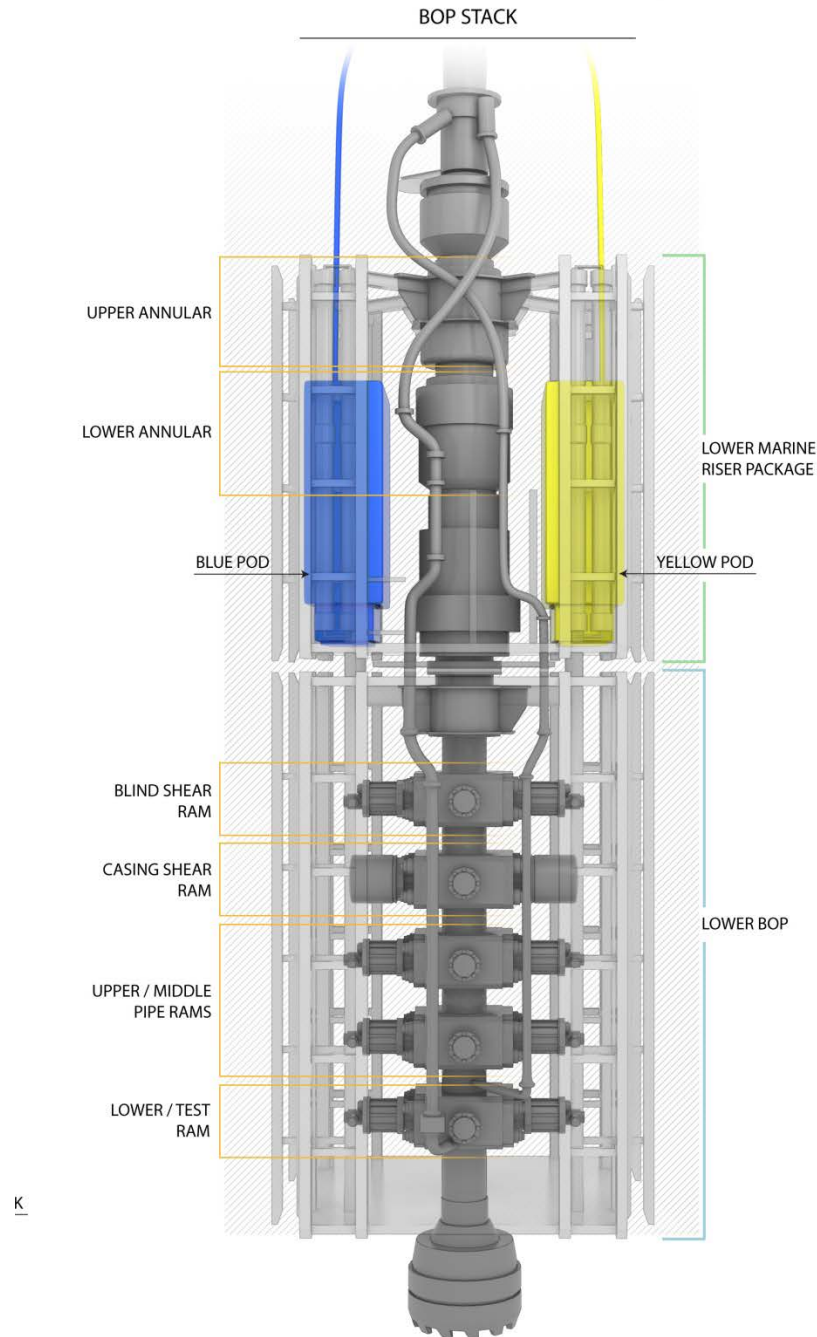 BOP STACK
UPPER ANNULAR
LOWER ANNULAR
LOWER MARINE
RISER PACKAGE
BLUE POD
YELLOW POD
BLIND SHEAR
RAM
CASING SHEAR
RAM
LOWER BOP
UPPER / MIDDLE
PIPE RAMS
LOWER / TEST
RAM
K